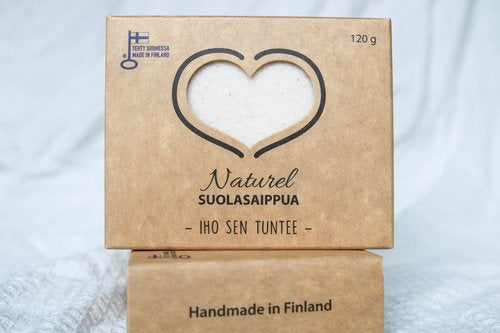 TEHTY SUOMESSA
MADE IN FINLAND
120 g
Naturel
SUOLASAIPPUA
– IHO SEN TUNTEE –
Handmade in Finland